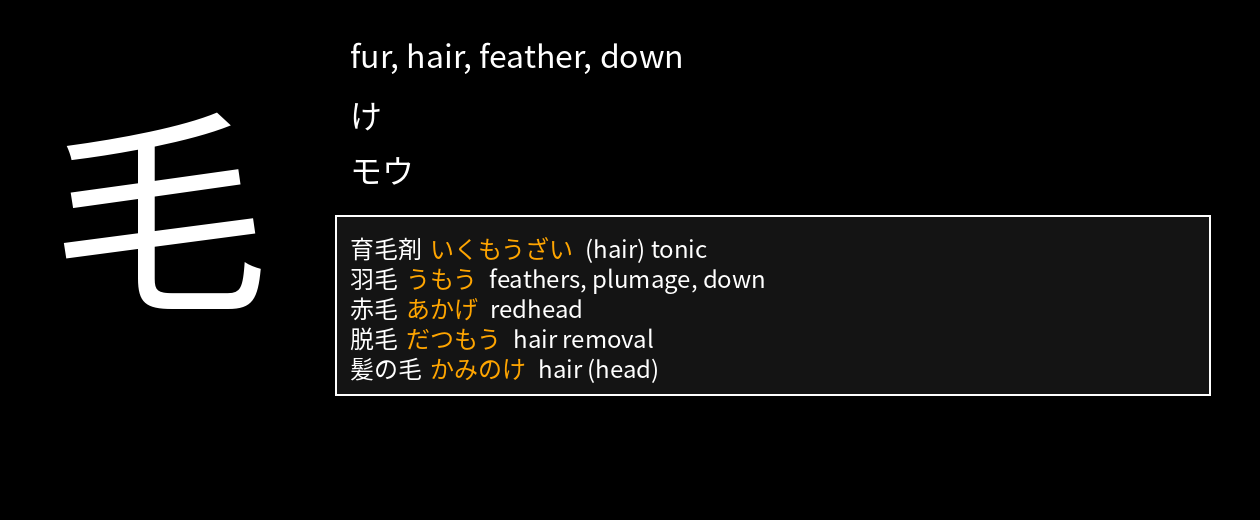 毛
fur, hair, feather, down
け
モウ
育毛剤 いくもうざい (hair) tonic
羽毛 うもう feathers, plumage, down
赤毛 あかげ redhead
脱毛 だつもう hair removal
髪の毛 かみのけ hair (head)